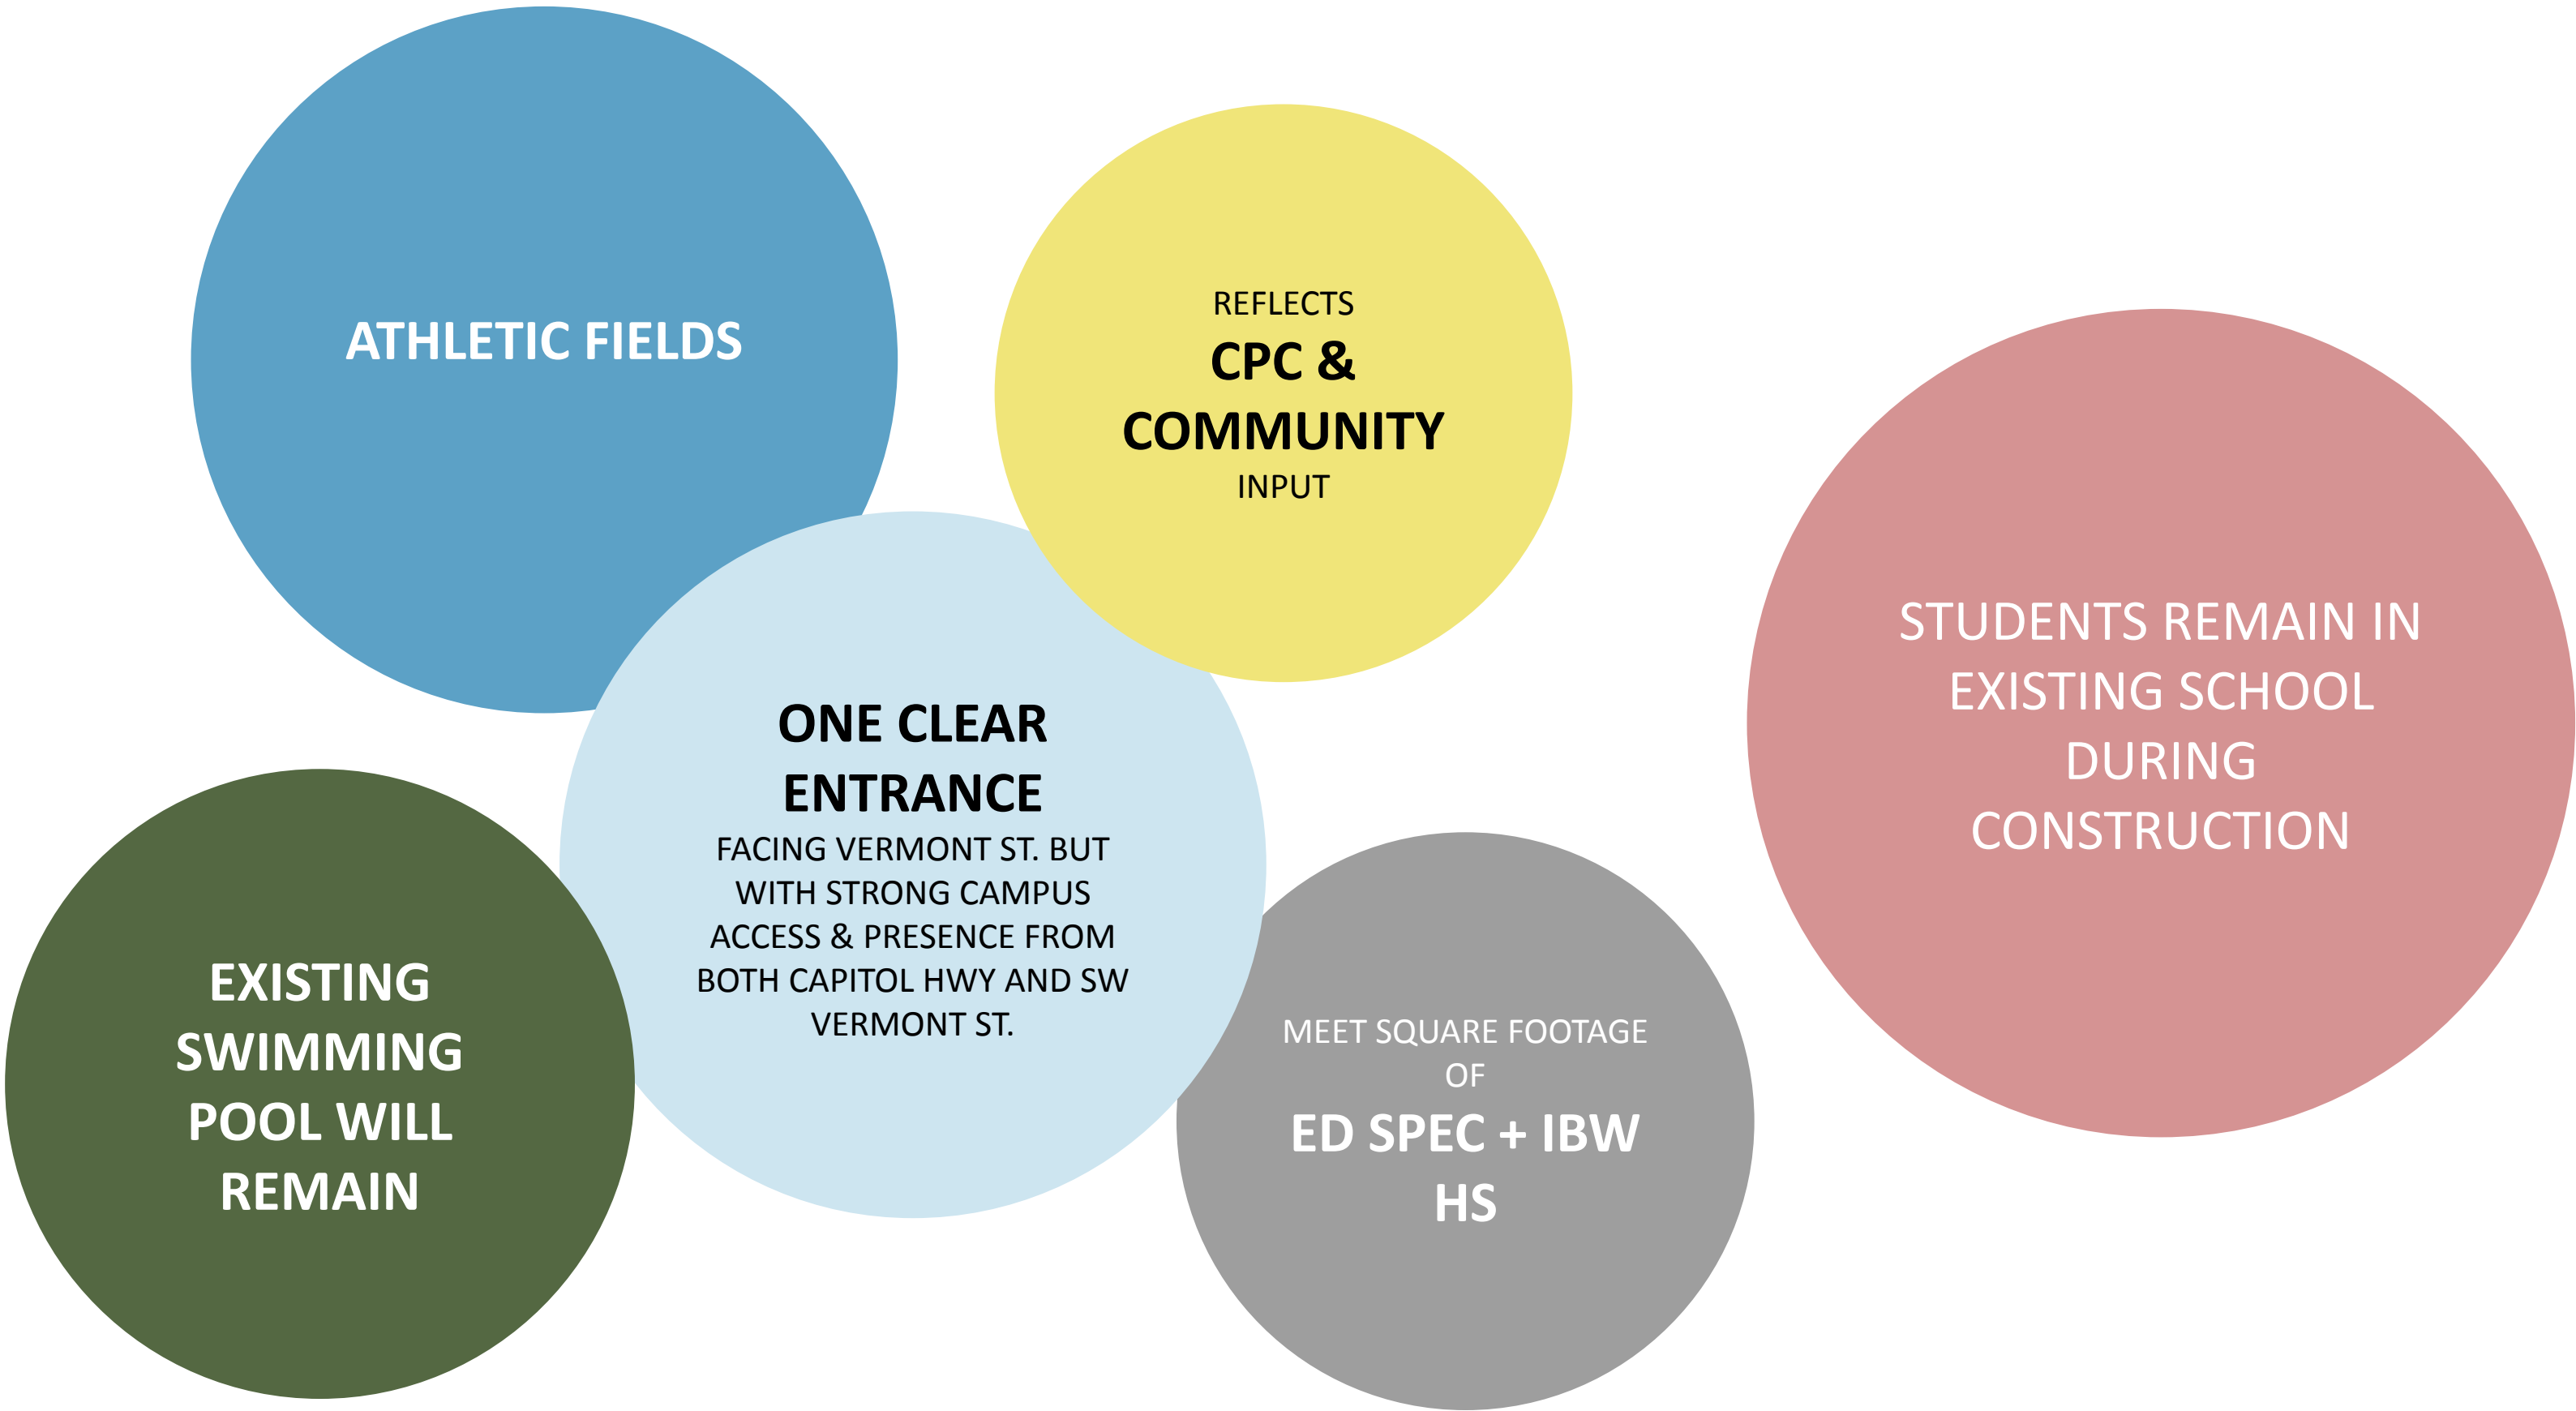 ATHLETIC FIELDS
REFLECTS
CPC &
COMMUNITY
INPUT
STUDENTS REMAIN IN
EXISTING SCHOOL
DURING
CONSTRUCTION
ONE CLEAR
ENTRANCE
FACING VERMONT ST. BUT
WITH STRONG CAMPUS
ACCESS & PRESENCE FROM
BOTH CAPITOL HWY AND SW
VERMONT ST.
EXISTING
SWIMMING
POOL WILL
REMAIN
MEET SQUARE FOOTAGE
OF
ED SPEC + IBW
HS